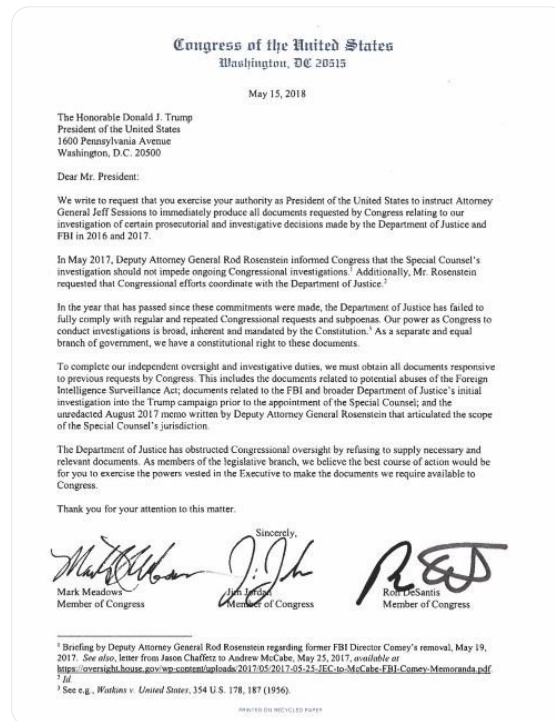 Congress of the United States
Washington, DC 20515
May 15, 2018
The Honorable Donald J. Trump
President of the United States
1600 Pennsylvania Avenue
Washington, D.C. 20500
Dear Mr. President:
We write to request that you exercise your authority as President of the United States to instruct Attorney
General Jeff Sessions to immediately produce all documents requested by Congress relating to our
investigation of certain prosecutorial and investigative decisions made by the Department of Justice and
FBI in 2016 and 2017.
In May 2017, Deputy Attorney General Rod Rosenstein informed Congress that the Special Counsel's
investigation should not impede ongoing Congressional investigations.¹ Additionally, Mr. Rosenstein
requested that Congressional efforts coordinate with the Department of Justice.²
In the year that has passed since these commitments were made, the Department of Justice has failed to
fully comply with regular and repeated Congressional requests and subpoenas. Our power as Congress to
conduct investigations is broad, inherent and mandated by the Constitution.³ As a separate and equal
branch of government, we have a constitutional right to these documents.
To complete our independent oversight and investigative duties, we must obtain all documents responsive
to previous requests by Congress. This includes the documents related to potential abuses of the Foreign
Intelligence Surveillance Act; documents related to the FBI and broader Department of Justice's initial
investigation into the Trump campaign prior to the appointment of the Special Counsel; and the
unredacted August 2017 memo written by Deputy Attorney General Rosenstein that articulated the scope
of the Special Counsel's jurisdiction.
The Department of Justice has obstructed Congressional oversight by refusing to supply necessary and
relevant documents. As members of the legislative branch, we believe the best course of action would be
for you to exercise the powers vested in the Executive to make the documents we require available to
Congress.
Thank you for your attention to this matter.
Sincerely,
Mark Meadows Jim Jordan Ron DeSantis
Member of Congress Member of Congress Member of Congress
¹ Briefing by Deputy Attorney General Rod Rosenstein regarding former FBI Director Comey's removal, May 19,
2017. See also, letter from Jason Chaffetz to Andrew McCabe, May 25, 2017, available at
https://oversight.house.gov/wp-content/uploads/2017/05/2017-05-25-JEC-to-McCabe-FBI-Comey-Memoranda.pdf.
² Id.
³ See e.g., Watkins v. United States, 354 U.S. 178, 187 (1956).
PRINTED ON RECYCLED PAPER